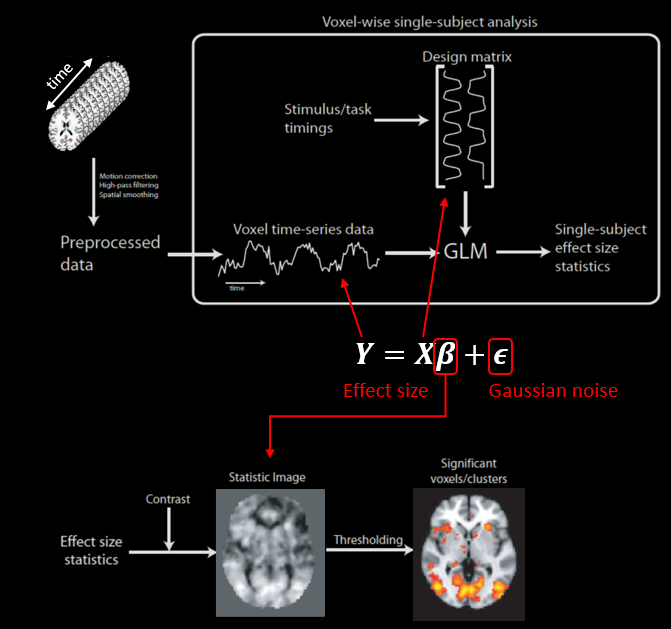 Voxel-wise single-subject analysis
time
Design matrix
Stimulus/task
timings
Motion correction
High-pass filtering
Spatial smoothing
Preprocessed
data
Voxel time-series data
time
GLM
Single-subject
effect size
statistics
Y = Xβ + ϵ
Effect size
Gaussian noise
Statistic Image
Significant
voxels/clusters
Contrast
Effect size
statistics
Thresholding